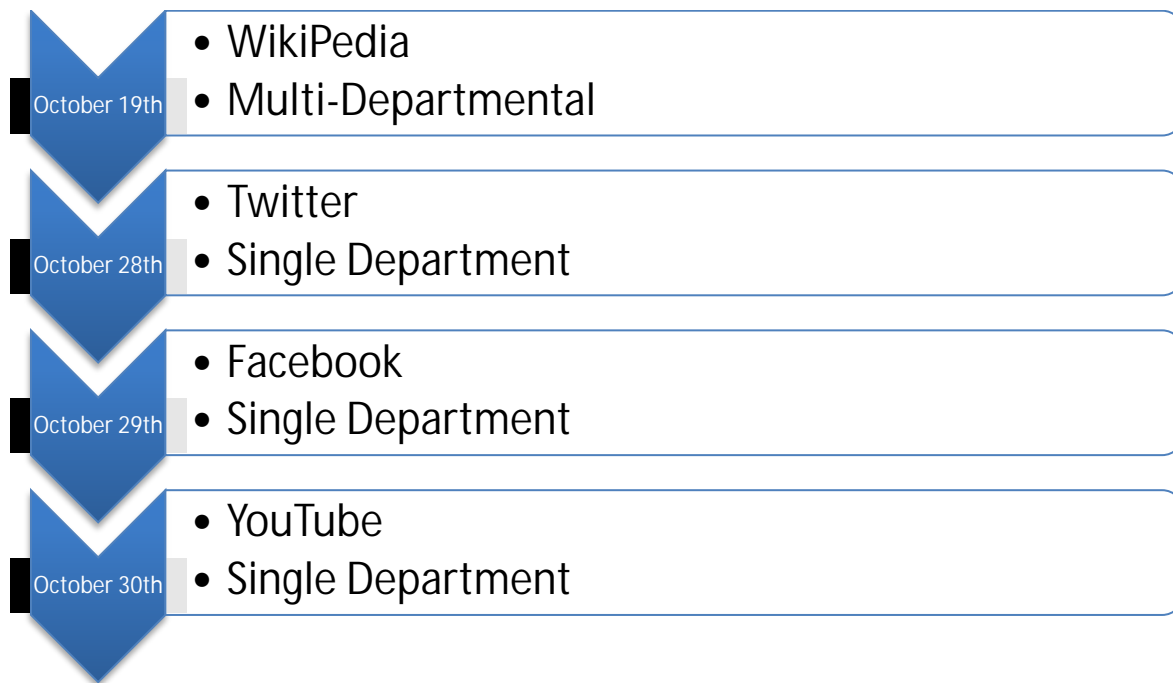 October 19th
• WikiPedia
• Multi-Departmental
October 28th
• Twitter
• Single Department
October 29th
• Facebook
• Single Department
October 30th
• YouTube
• Single Department